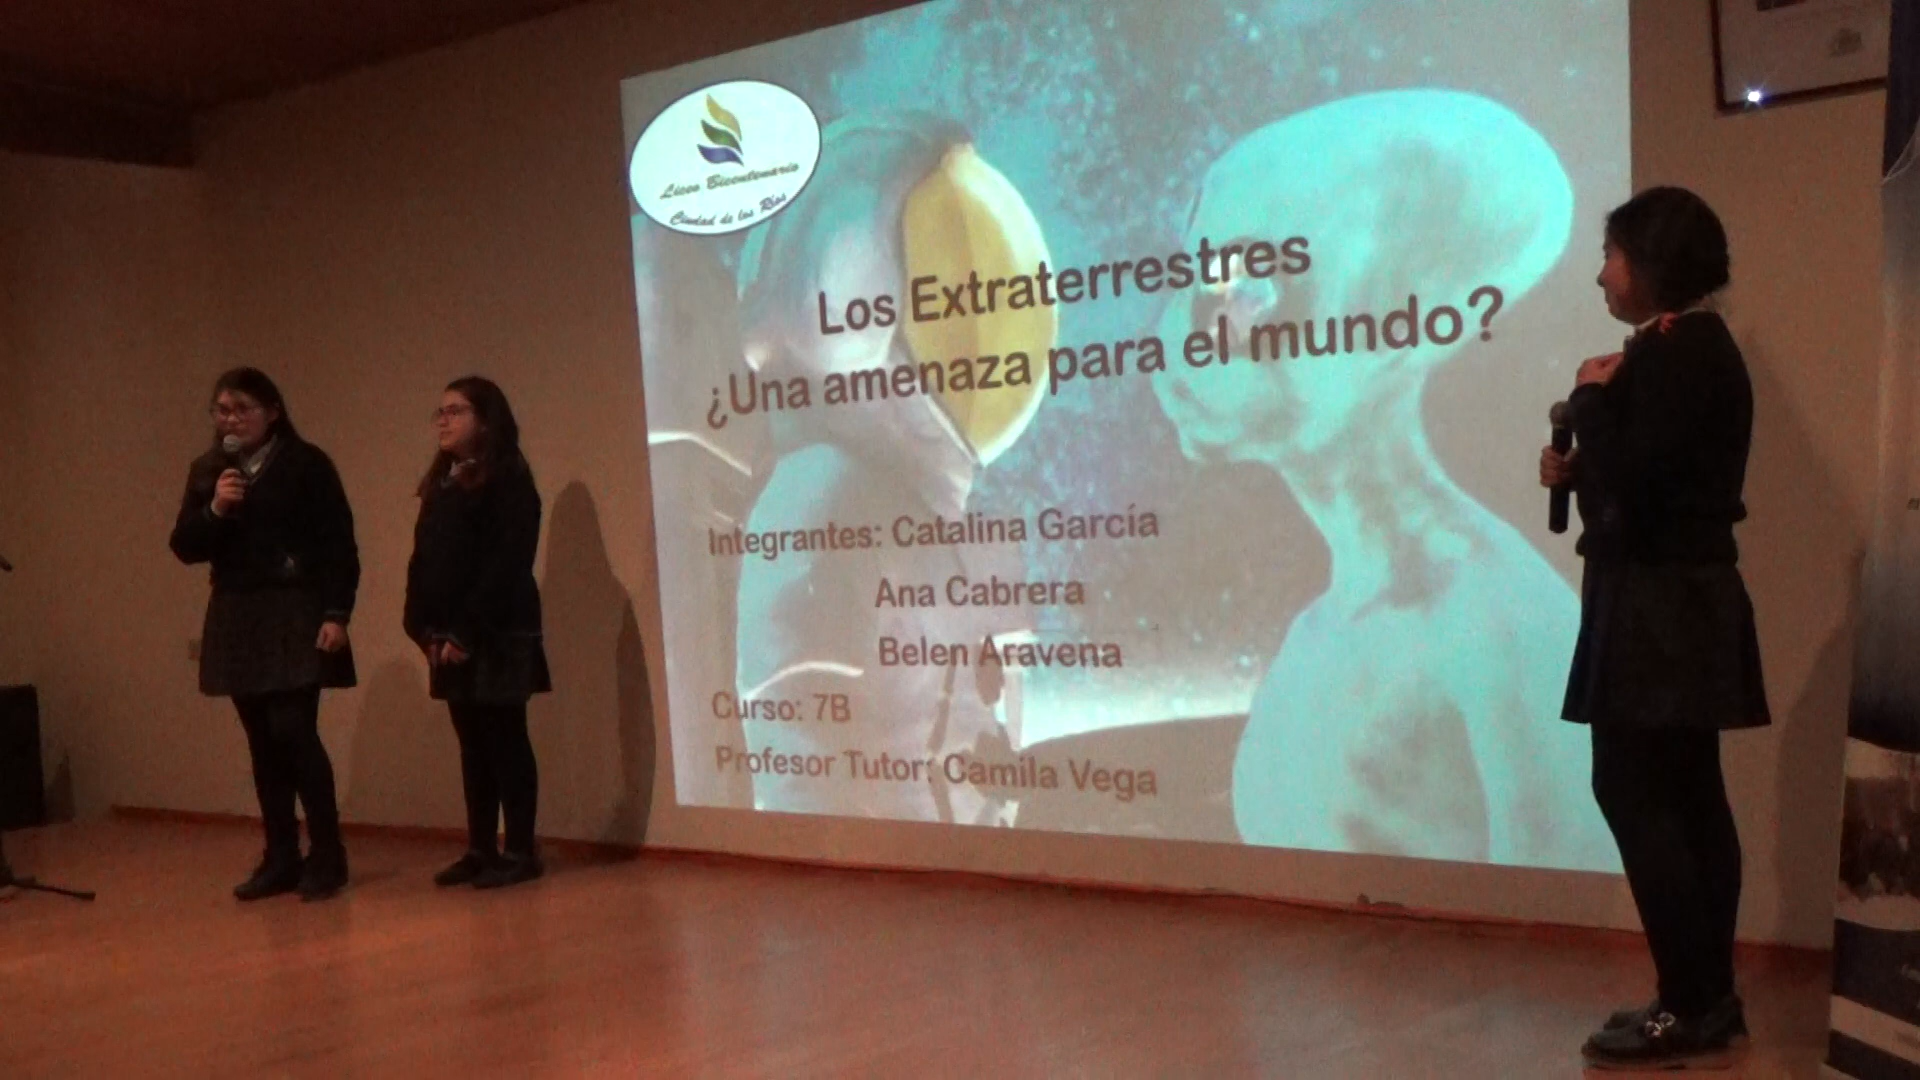 Liceo Bicentenario
Ciudad de los Ríos
Los Extraterrestres
¿Una amenaza para el mundo?
Integrantes: Catalina García
Ana Cabrera
Belen Aravena
Curso: 7B
Profesor Tutor: Camila Vega